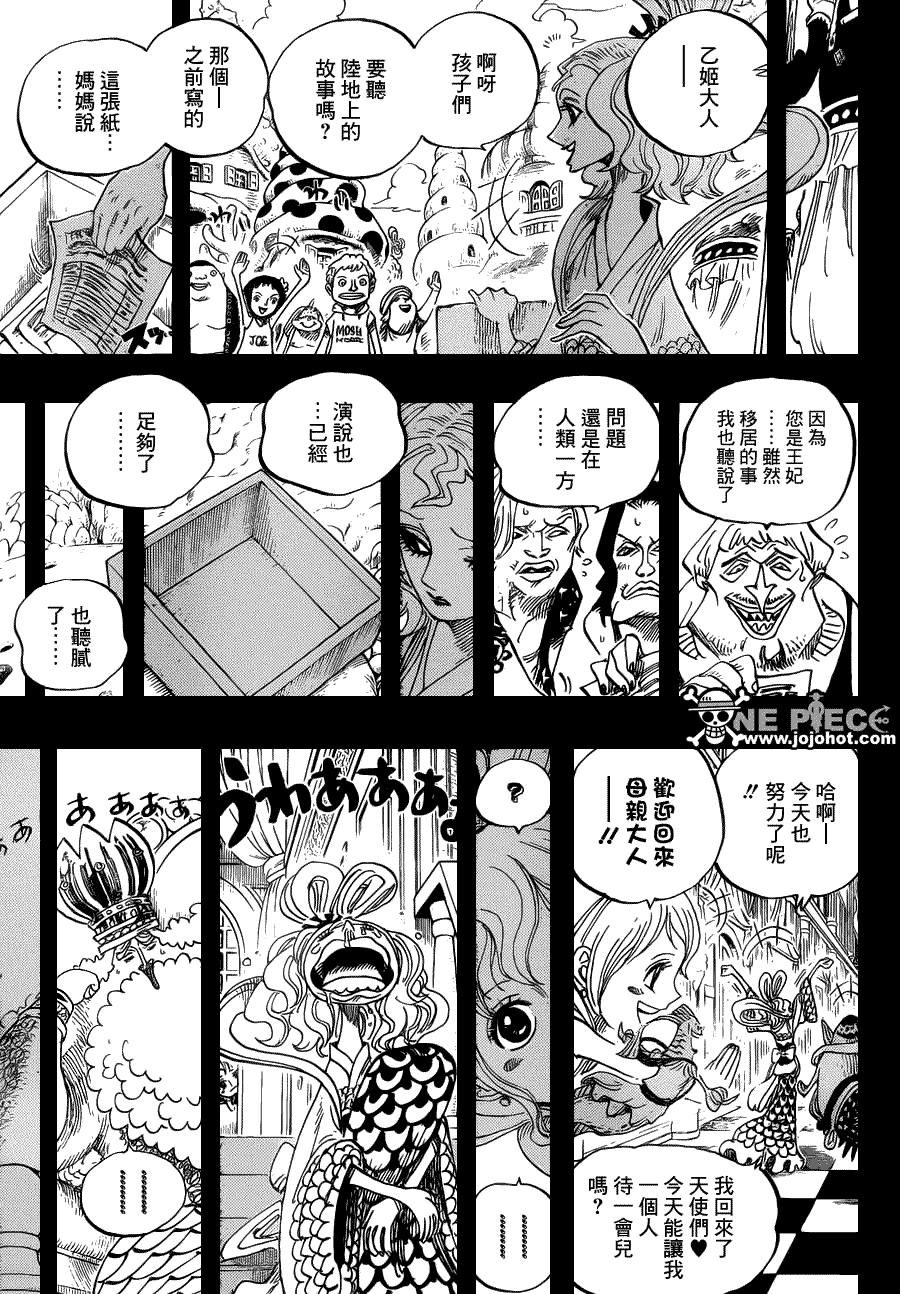 乙姬大人
——
啊呀
孩子們
要聽
陸地上的
故事嗎?
那個—
之前寫的
這張紙…
媽媽說
……
JOE
MOSH
スッ
因為
您是王妃
……雖然
移居的事
我也聽說了
問題
還是在
人類一方
……
演說也
…已經
……
足夠
……了
也聽膩
了……
ONE PIECE
www.jojohot.com
哈啊—
今天也
努力了呢
!!
歡迎回來
母親大人
——!!
我回來了
天使們♥
今天能讓我
一個人
待一會兒
嗎?
?
………
うわあああぁ
ああああ
………
ああ